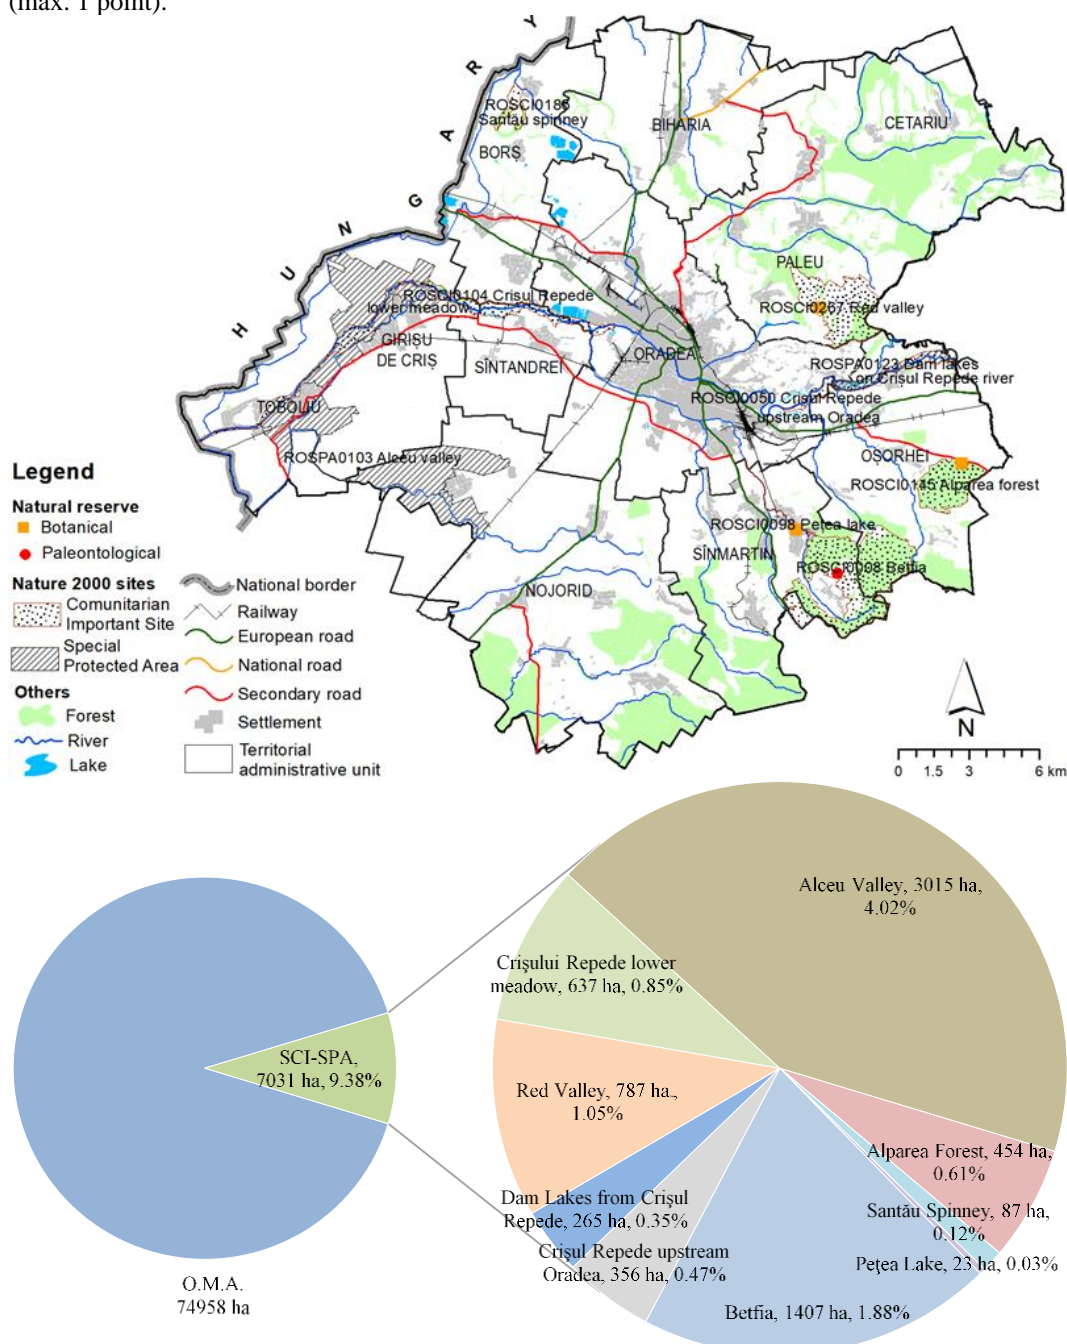 (max. 1 point).
H U N G A R Y
ROSCI0186
Santău spinney
BORȘ
BIHARIA
CETARIU
PALEU
ROSCI0267 Red valley
ROSCI0104 Crisul Repede
lower meadow
GIRIȘU
DE CRIȘ
SÎNTANDREI
ORADEA
ROSPA0123 Dam lakes
on Crisul Repede river
ROSCI0050 Crisul Repede
upstream Oradea
TOBOLIU
ROSPA0103 Alceu valley
OȘORHEI
ROSCI0145 Alparea forest
ROSCI0098 Pețea lake
SÎNMARTIN
ROSCI0008 Betfia
NOJORID
Legend
Natural reserve
Botanical
Paleontological
Nature 2000 sites
Comunitarian
Important Site
Special
Protected Area
Others
Forest
River
Lake
National border
Railway
European road
National road
Secondary road
Settlement
Territorial
administrative unit
N
0 1.5 3 6 km
Alceu Valley, 3015 ha,
4.02%
Crişului Repede lower
meadow, 637 ha, 0.85%
SCI-SPA,
7031 ha, 9.38%
Red Valley, 787 ha.,
1.05%
Alparea Forest, 454 ha,
0.61%
Dam Lakes from Crişul
Repede, 265 ha, 0.35%
Santău Spinney, 87 ha,
0.12%
Crişul Repede upstream
Oradea, 356 ha, 0.47%
Peţea Lake, 23 ha, 0.03%
O.M.A.
74958 ha
Betfia, 1407 ha, 1.88%